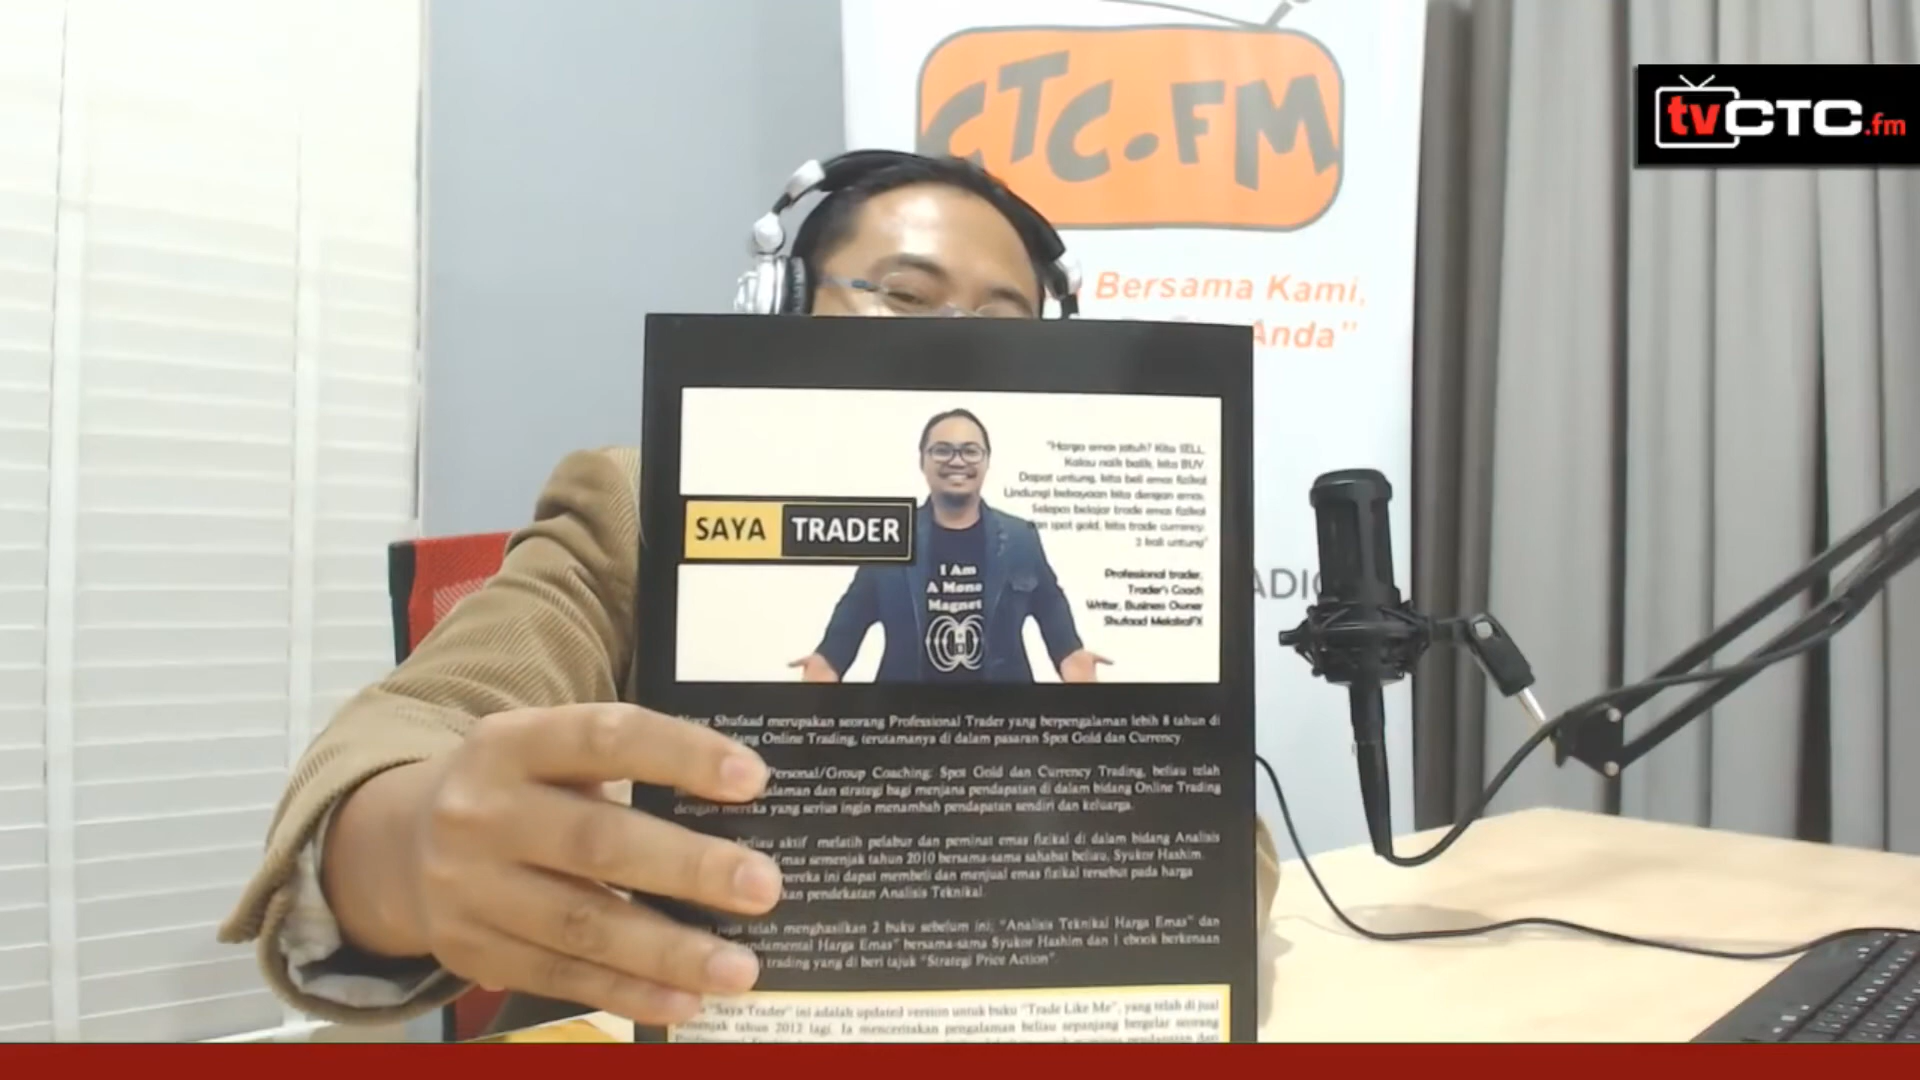 CTC.FM
tvCTC.fm
Bersama Kami,
Anda"
SAYA TRADER
"Harga emas jatuh? Kita SELL.
Kalau naik balik, kita BUY.
Dapat untung, kita beli emas fizikal
Lindungi kekayaan kita dengan emas.
Selepas belajar trade emas fizikal
dan spot gold, kita trade currency.
2 kali untung"
I Am
A Mone
Magnet
Professional trader,
Trader's Coach
Writer, Business Owner
Shufaad MelakaFX
Shufaad merupakan seorang Professional Trader yang berpengalaman lebih 8 tahun di
Online Trading, terutamanya di dalam pasaran Spot Gold dan Currency
Personal/Group Coaching: Spot Gold dan Currency Trading, beliau telah
dan strategi bagi menjana pendapatan di dalam bidang Online Trading
dengan mereka yang serius ingin menambah pendapatan sendiri dan keluarga.
beliau aktif melatih pelabur dan peminat emas fizikal di dalam bidang Analisis
Emas semenjak tahun 2010 bersama-sama sahabat beliau, Syukor Hashim.
mereka ini dapat membeli dan menjual emas fizikal tersebut pada harga
pendekatan Analisis Teknikal.
juga telah menghasilkan 2 buku sebelum ini; "Analisis Teknikal Harga Emas" dan
Harga Emas" bersama-sama Syukor Hashim dan 1 ebook berkenaan
trading yang di beri tajuk "Strategi Price Action".
"Saya Trader" ini adalah updated version untuk buku "Trade Like Me", yang telah di jual
semenjak tahun 2012 lagi. Ia menceritakan pengalaman beliau sepanjang bergelar seorang